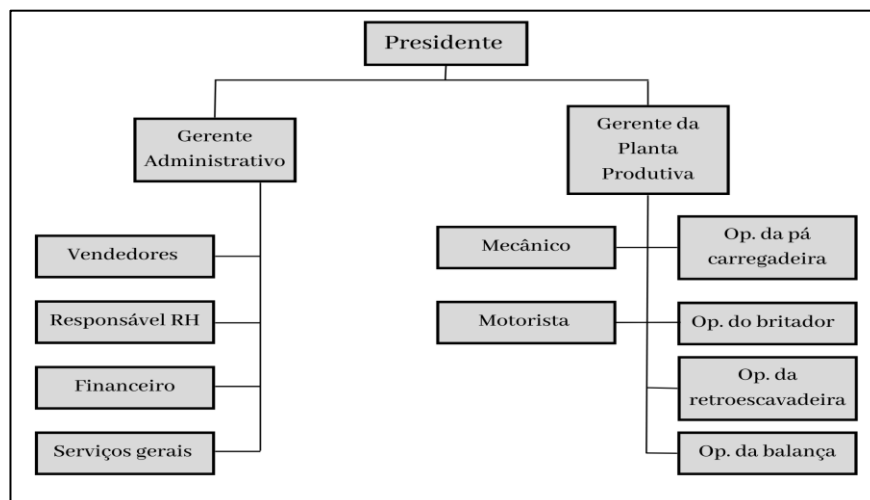 Presidente
Gerente
Administrativo
Gerente da
Planta
Produtiva
Vendedores
Responsável RH
Financeiro
Serviços gerais
Mecânico
Motorista
Op. da pá
carregadeira
Op. do britador
Op. da
retroescavadeira
Op. da balança